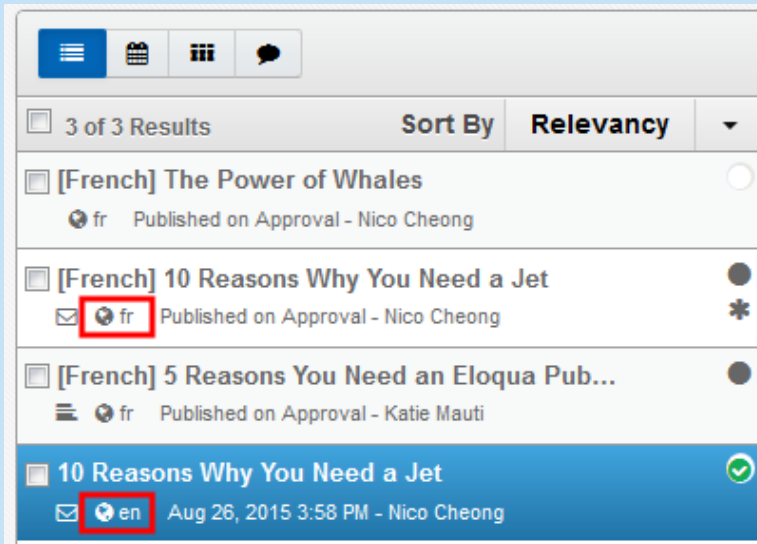 3 of 3 Results Sort By Relevancy
[French] The Power of Whales
fr Published on Approval - Nico Cheong
[French] 10 Reasons Why You Need a Jet
fr Published on Approval - Nico Cheong
[French] 5 Reasons You Need an Eloqua Pub...
fr Published on Approval - Katie Mauti
10 Reasons Why You Need a Jet
en Aug 26, 2015 3:58 PM - Nico Cheong